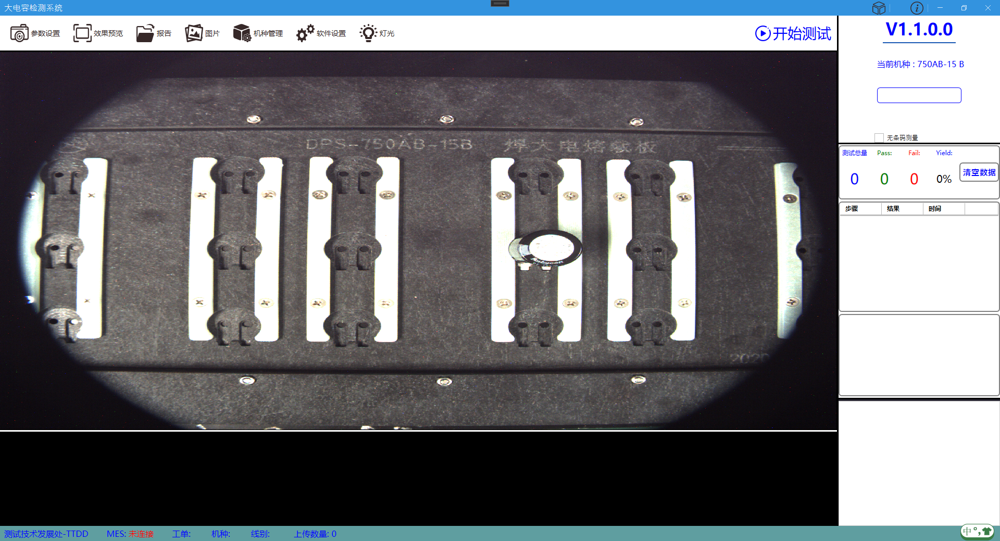 大电容检测系统
参数设置
效果预览
报告
图片
机种管理
软件设置
灯光
开始测试
V1.1.0.0
当前机种 : 750AB-15 B
无条码测量
测试总量 Pass: Fail: Yield:
0 0 0 0%
清空数据
步骤 结果 时间
DPS-750AB-15B 焊大电熔载板
Rubycon
2020
测试技术发展处-TTDD MES: 未连接 工单: 机种: 线别: 上传数量: 0
中